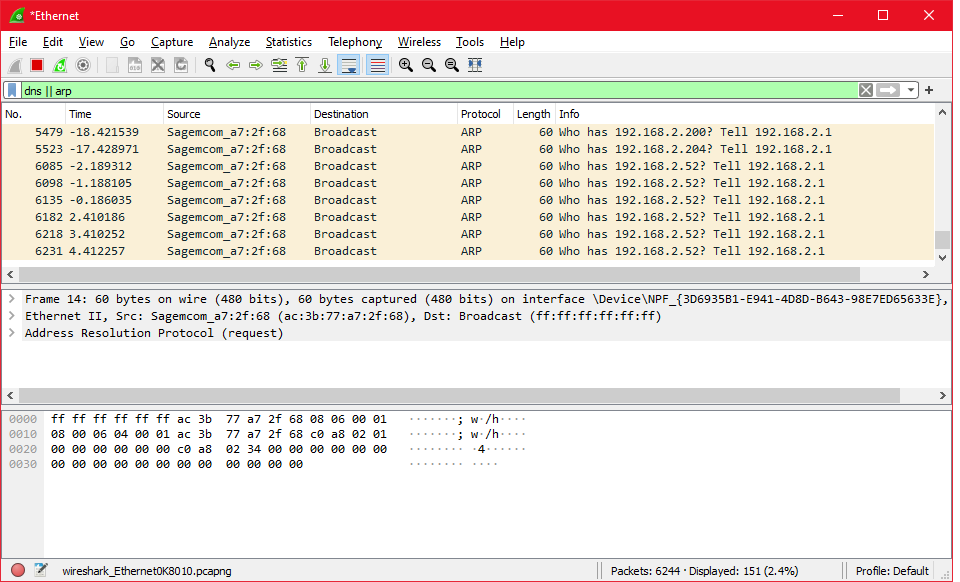 *Ethernet
File Edit View Go Capture Analyze Statistics Telephony Wireless Tools Help
dns || arp
No. Time Source Destination Protocol Length Info
5479 -18.421539 Sagemcom_a7:2f:68 Broadcast ARP 60 Who has 192.168.2.200? Tell 192.168.2.1
5523 -17.428971 Sagemcom_a7:2f:68 Broadcast ARP 60 Who has 192.168.2.204? Tell 192.168.2.1
6085 -2.189312 Sagemcom_a7:2f:68 Broadcast ARP 60 Who has 192.168.2.52? Tell 192.168.2.1
6098 -1.188105 Sagemcom_a7:2f:68 Broadcast ARP 60 Who has 192.168.2.52? Tell 192.168.2.1
6135 -0.186035 Sagemcom_a7:2f:68 Broadcast ARP 60 Who has 192.168.2.52? Tell 192.168.2.1
6182 2.410186 Sagemcom_a7:2f:68 Broadcast ARP 60 Who has 192.168.2.52? Tell 192.168.2.1
6218 3.410252 Sagemcom_a7:2f:68 Broadcast ARP 60 Who has 192.168.2.52? Tell 192.168.2.1
6231 4.412257 Sagemcom_a7:2f:68 Broadcast ARP 60 Who has 192.168.2.52? Tell 192.168.2.1
Frame 14: 60 bytes on wire (480 bits), 60 bytes captured (480 bits) on interface \Device\NPF_{3D6935B1-E941-4D8D-B643-98E7ED65633E},
Ethernet II, Src: Sagemcom_a7:2f:68 (ac:3b:77:a7:2f:68), Dst: Broadcast (ff:ff:ff:ff:ff:ff)
Address Resolution Protocol (request)
0000 ff ff ff ff ff ff ac 3b 77 a7 2f 68 08 06 00 01 ·······; w·/h····
0010 08 00 06 04 00 01 ac 3b 77 a7 2f 68 c0 a8 02 01 ·······; w·/h····
0020 00 00 00 00 00 00 c0 a8 02 34 00 00 00 00 00 00 ········ ·4······
0030 00 00 00 00 00 00 00 00 00 00 00 00 ········ ····
wireshark_Ethernet0K8010.pcapng Packets: 6244 · Displayed: 151 (2.4%) Profile: Default